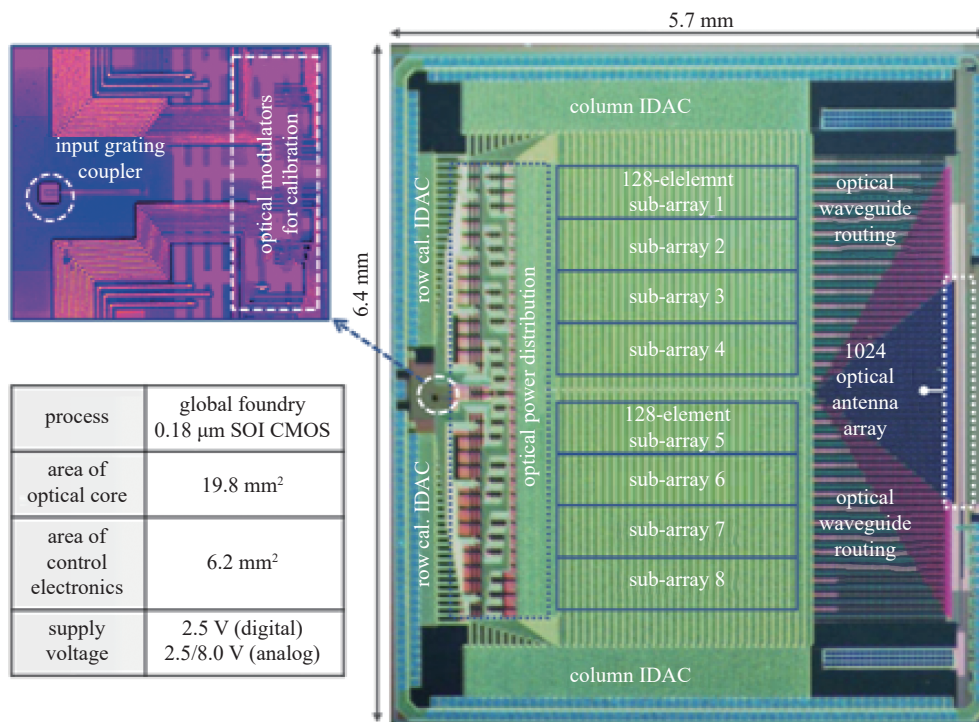 5.7 mm
6.4 mm
input grating
coupler
optical modulators
for calibration
column IDAC
row cal. IDAC
row cal. IDAC
optical power distribution
128-elelemnt
sub-array 1
sub-array 2
sub-array 3
sub-array 4
128-element
sub-array 5
sub-array 6
sub-array 7
sub-array 8
optical
waveguide
routing
1024
optical
antenna
array
optical
waveguide
routing
column IDAC
process
global foundry
0.18 μm SOI CMOS
area of
optical core
19.8 mm²
area of
control
electronics
6.2 mm²
supply
voltage
2.5 V (digital)
2.5/8.0 V (analog)